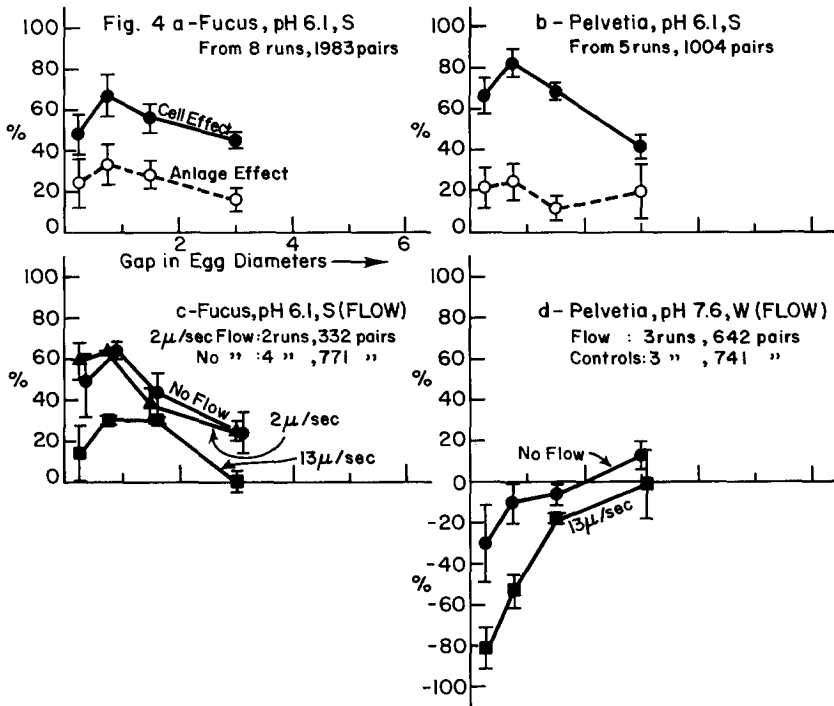 Fig. 4 a-Fucus, pH 6.1, S
From 8 runs, 1983 pairs
100
80
60
%
40
20
0
Cell Effect
Anlage Effect
2
4
6
Gap in Egg Diameters
b - Pelvetia, pH 6.1, S
From 5 runs, 1004 pairs
100
80
60
%
40
20
0
c-Fucus, pH 6.1, S (FLOW)
2μ/sec Flow: 2 runs, 332 pairs
No " : 4 " , 771 "
100
80
60
%
40
20
0
No Flow
2μ/sec
13μ/sec
d - Pelvetia, pH 7.6, W (FLOW)
Flow : 3 runs, 642 pairs
Controls: 3 " , 741 "
100
80
60
%
40
20
0
-20
-40
%
-60
-80
-100
No Flow
13μ/sec